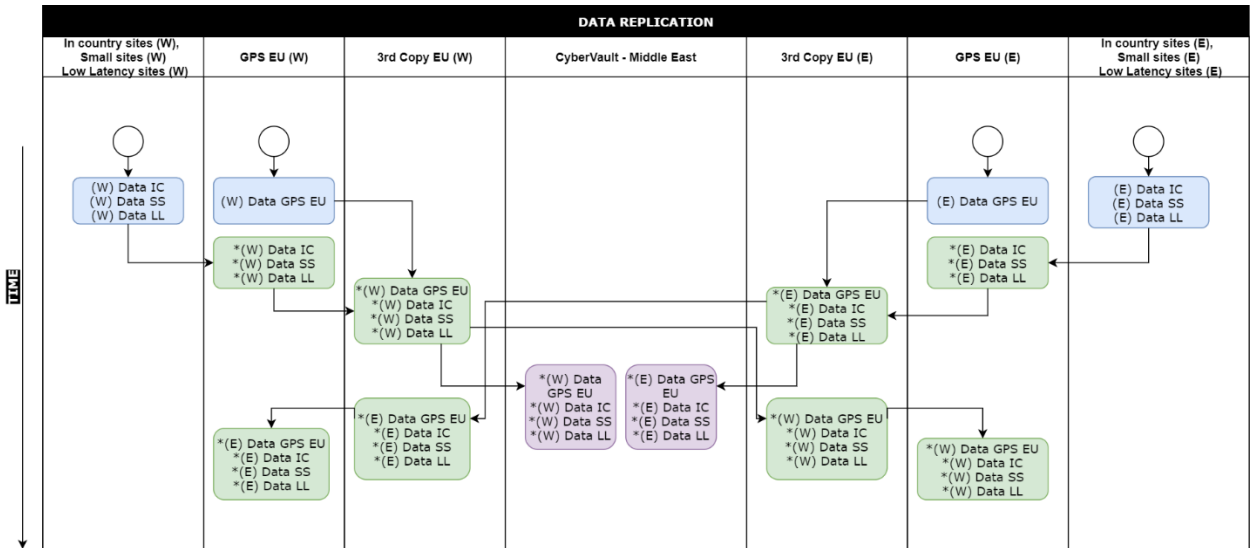 DATA REPLICATION
In country sites (W),
Small sites (W)
Low Latency sites (W)
GPS EU (W)
3rd Copy EU (W)
CyberVault - Middle East
3rd Copy EU (E)
GPS EU (E)
In country sites (E),
Small sites (E)
Low Latency sites (E)
TIME
(W) Data IC
(W) Data SS
(W) Data LL
(W) Data GPS EU
(E) Data GPS EU
(E) Data IC
(E) Data SS
(E) Data LL
*(W) Data IC
*(W) Data SS
*(W) Data LL
*(E) Data IC
*(E) Data SS
*(E) Data LL
*(W) Data GPS EU
*(W) Data IC
*(W) Data SS
*(W) Data LL
*(E) Data GPS EU
*(E) Data IC
*(E) Data SS
*(E) Data LL
*(W) Data
GPS EU
*(W) Data IC
*(W) Data SS
*(W) Data LL
*(E) Data GPS
EU
*(E) Data IC
*(E) Data SS
*(E) Data LL
*(E) Data GPS EU
*(E) Data IC
*(E) Data SS
*(E) Data LL
*(E) Data GPS EU
*(E) Data IC
*(E) Data SS
*(E) Data LL
*(W) Data GPS EU
*(W) Data IC
*(W) Data SS
*(W) Data LL
*(W) Data GPS EU
*(W) Data IC
*(W) Data SS
*(W) Data LL